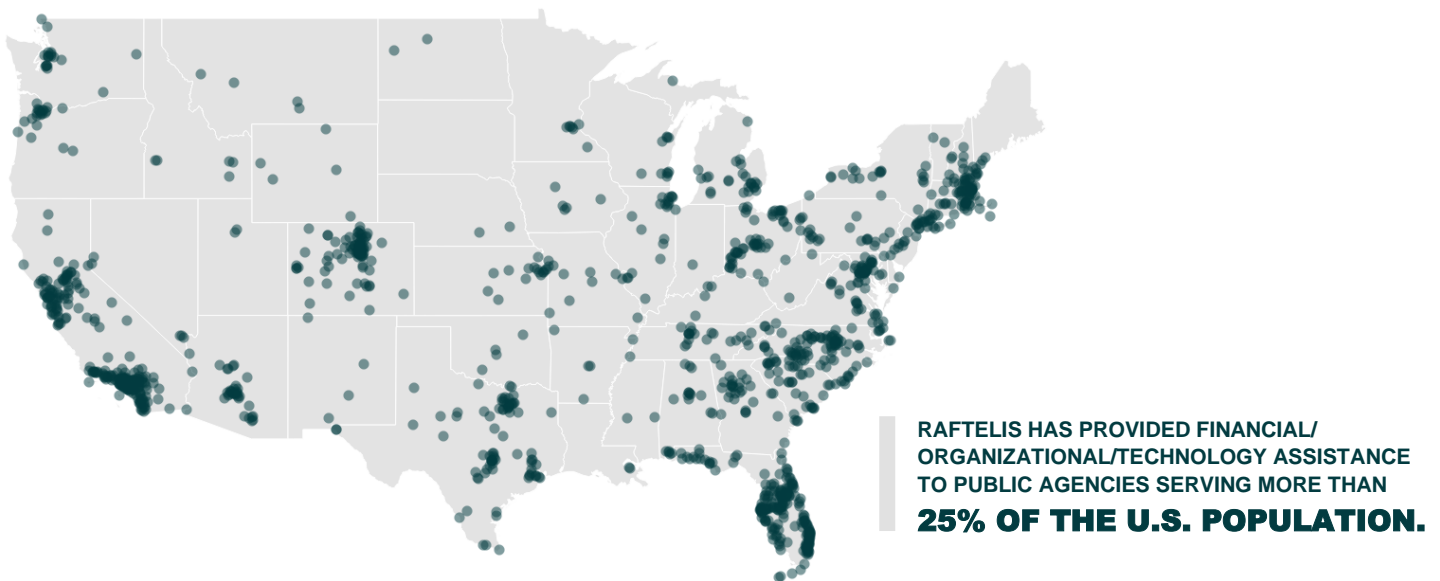 RAFTELIS HAS PROVIDED FINANCIAL/
ORGANIZATIONAL/TECHNOLOGY ASSISTANCE
TO PUBLIC AGENCIES SERVING MORE THAN
25% OF THE U.S. POPULATION.